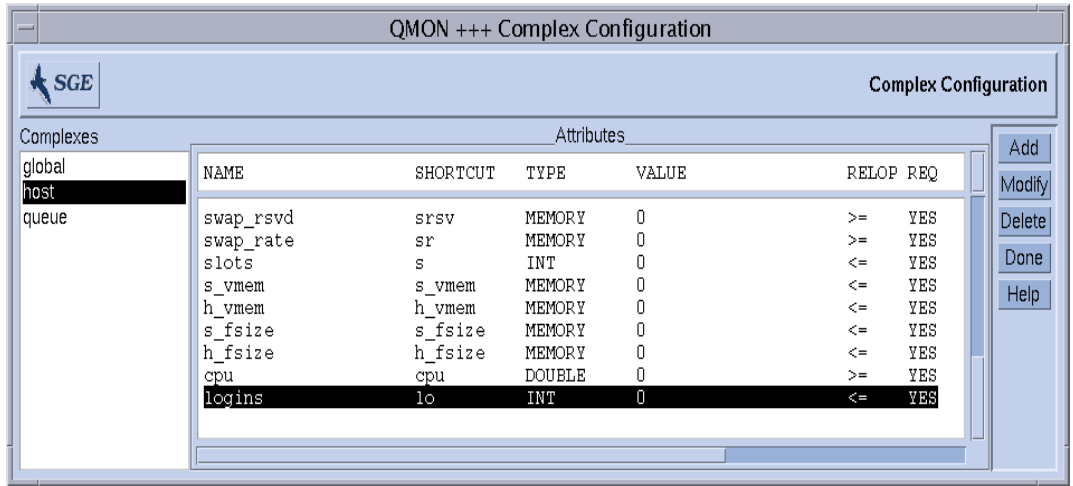 QMON +++ Complex Configuration
SGE
Complex Configuration
Complexes
Attributes
global
host
queue
NAME SHORTCUT TYPE VALUE RELOP REQ
swap_rsvd srsv MEMORY 0 >= YES
swap_rate sr MEMORY 0 >= YES
slots s INT 0 <= YES
s_vmem s_vmem MEMORY 0 <= YES
h_vmem h_vmem MEMORY 0 <= YES
s_fsize s_fsize MEMORY 0 <= YES
h_fsize h_fsize MEMORY 0 <= YES
cpu cpu DOUBLE 0 >= YES
logins lo INT 0 <= YES
Add
Modify
Delete
Done
Help